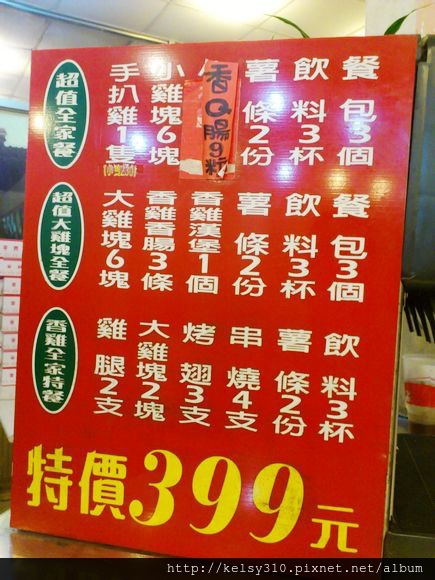 超值全家餐
手扒雞1隻
小雞塊6塊
香Q腸9粒
薯條2份
飲料3杯
餐包3個
超值大雞塊全餐
大雞塊6塊
香雞香腸3條
香雞漢堡1個
薯條2份
飲料3杯
餐包3個
香雞全家特餐
雞腿2支
大雞塊2塊
烤翅3支
串燒4支
薯條2份
飲料3杯
特價399元
http://kelsy310.pixnet.net/album